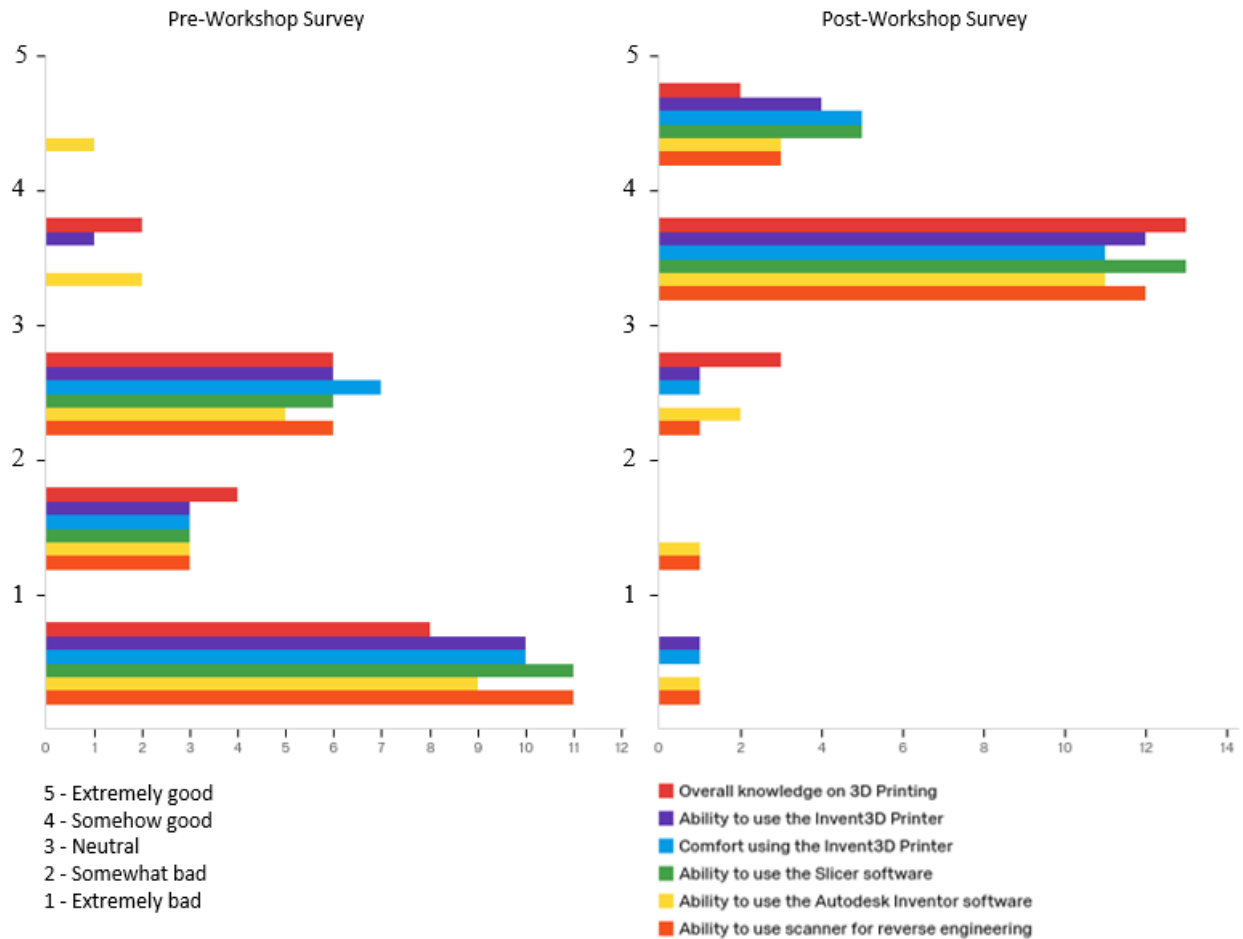 Pre-Workshop Survey
Post-Workshop Survey
5
4
3
2
1
0 1 2 3 4 5 6 7 8 9 10 11 12
5
4
3
2
1
0 2 4 6 8 10 12 14
5 - Extremely good
4 - Somehow good
3 - Neutral
2 - Somewhat bad
1 - Extremely bad
Overall knowledge on 3D Printing
Ability to use the Invent3D Printer
Comfort using the Invent3D Printer
Ability to use the Slicer software
Ability to use the Autodesk Inventor software
Ability to use scanner for reverse engineering